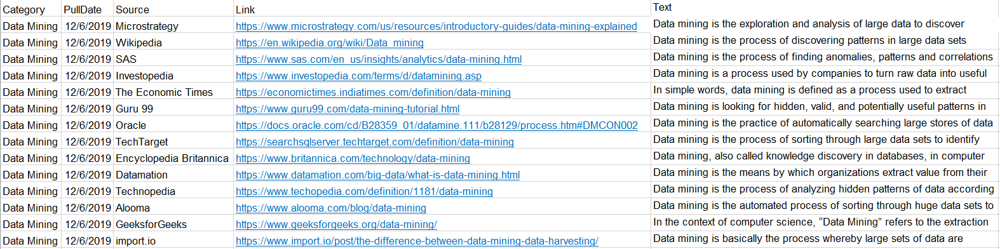 Category PullDate Source Link Text
Data Mining 12/6/2019 Microstrategy https://www.microstrategy.com/us/resources/introductory-guides/data-mining-explained Data mining is the exploration and analysis of large data to discover
Data Mining 12/6/2019 Wikipedia https://en.wikipedia.org/wiki/Data_mining Data mining is the process of discovering patterns in large data sets
Data Mining 12/6/2019 SAS https://www.sas.com/en_us/insights/analytics/data-mining.html Data mining is the process of finding anomalies, patterns and correlations
Data Mining 12/6/2019 Investopedia https://www.investopedia.com/terms/d/datamining.asp Data mining is a process used by companies to turn raw data into useful
Data Mining 12/6/2019 The Economic Times https://economictimes.indiatimes.com/definition/data-mining In simple words, data mining is defined as a process used to extract
Data Mining 12/6/2019 Guru 99 https://www.guru99.com/data-mining-tutorial.html Data mining is looking for hidden, valid, and potentially useful patterns in
Data Mining 12/6/2019 Oracle https://docs.oracle.com/cd/B28359_01/datamine.111/b28129/process.htm#DMCON002 Data mining is the practice of automatically searching large stores of data
Data Mining 12/6/2019 TechTarget https://searchsqlserver.techtarget.com/definition/data-mining Data mining is the process of sorting through large data sets to identify
Data Mining 12/6/2019 Encyclopedia Britannica https://www.britannica.com/technology/data-mining Data mining, also called knowledge discovery in databases, in computer
Data Mining 12/6/2019 Datamation https://www.datamation.com/big-data/what-is-data-mining.html Data mining is the means by which organizations extract value from their
Data Mining 12/6/2019 Technopedia https://www.techopedia.com/definition/1181/data-mining Data mining is the process of analyzing hidden patterns of data according
Data Mining 12/6/2019 Alooma https://www.alooma.com/blog/data-mining Data mining is the automated process of sorting through huge data sets to
Data Mining 12/6/2019 GeeksforGeeks https://www.geeksforgeeks.org/data-mining/ In the context of computer science, “Data Mining” refers to the extraction
Data Mining 12/6/2019 import.io https://www.import.io/post/the-difference-between-data-mining-data-harvesting/ Data mining is basically the process whereby large sets of data are